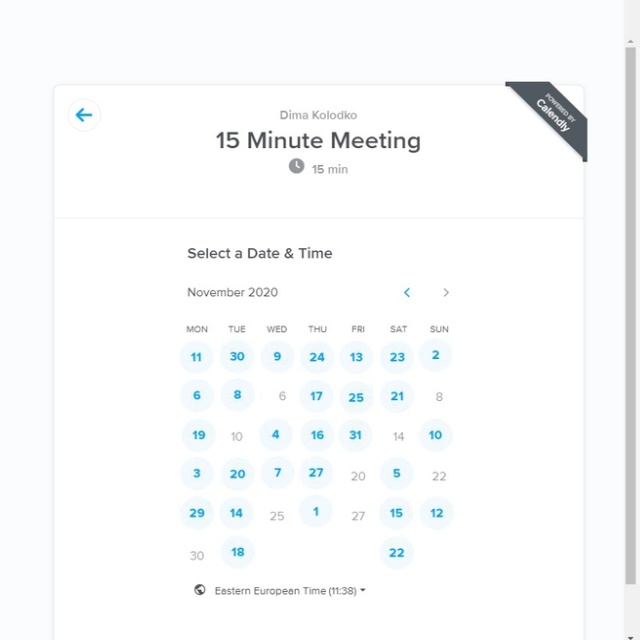 POWERED BY
Calendly
Dima Kolodko
15 Minute Meeting
15 min
Select a Date & Time
November 2020
MON TUE WED THU FRI SAT SUN
11 30 9 24 13 23 2
6 8 6 17 25 21 8
19 10 4 16 31 14 10
3 20 7 27 20 5 22
29 14 25 1 27 15 12
30 18 22
Eastern European Time (11:38)